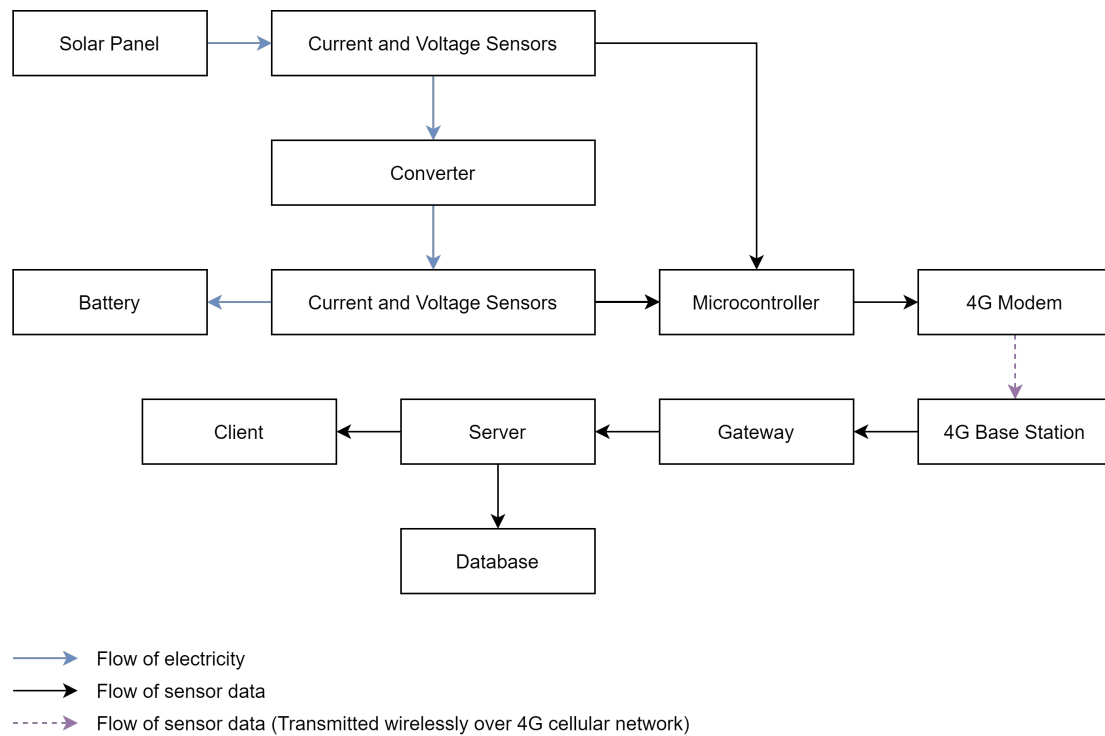 Solar Panel
Current and Voltage Sensors
Converter
Battery
Current and Voltage Sensors
Microcontroller
4G Modem
Client
Server
Gateway
4G Base Station
Database
Flow of electricity
Flow of sensor data
Flow of sensor data (Transmitted wirelessly over 4G cellular network)